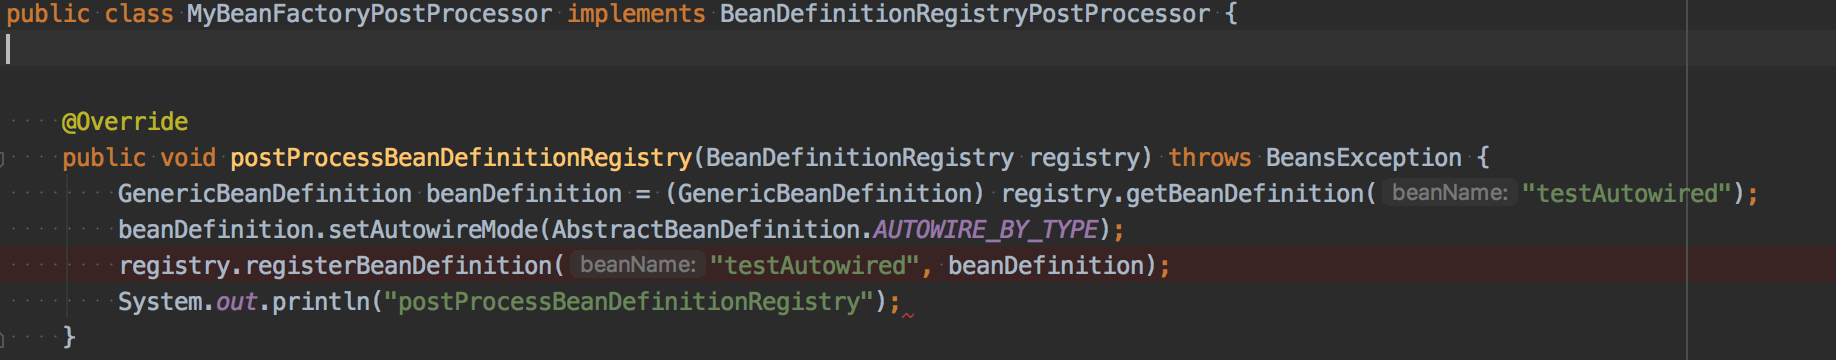 public class MyBeanFactoryPostProcessor implements BeanDefinitionRegistryPostProcessor {
@Override
public void postProcessBeanDefinitionRegistry(BeanDefinitionRegistry registry) throws BeansException {
GenericBeanDefinition beanDefinition = (GenericBeanDefinition) registry.getBeanDefinition( beanName: "testAutowired");
beanDefinition.setAutowireMode(AbstractBeanDefinition.AUTOWIRE_BY_TYPE);
registry.registerBeanDefinition( beanName: "testAutowired", beanDefinition);
System.out.println("postProcessBeanDefinitionRegistry");
}